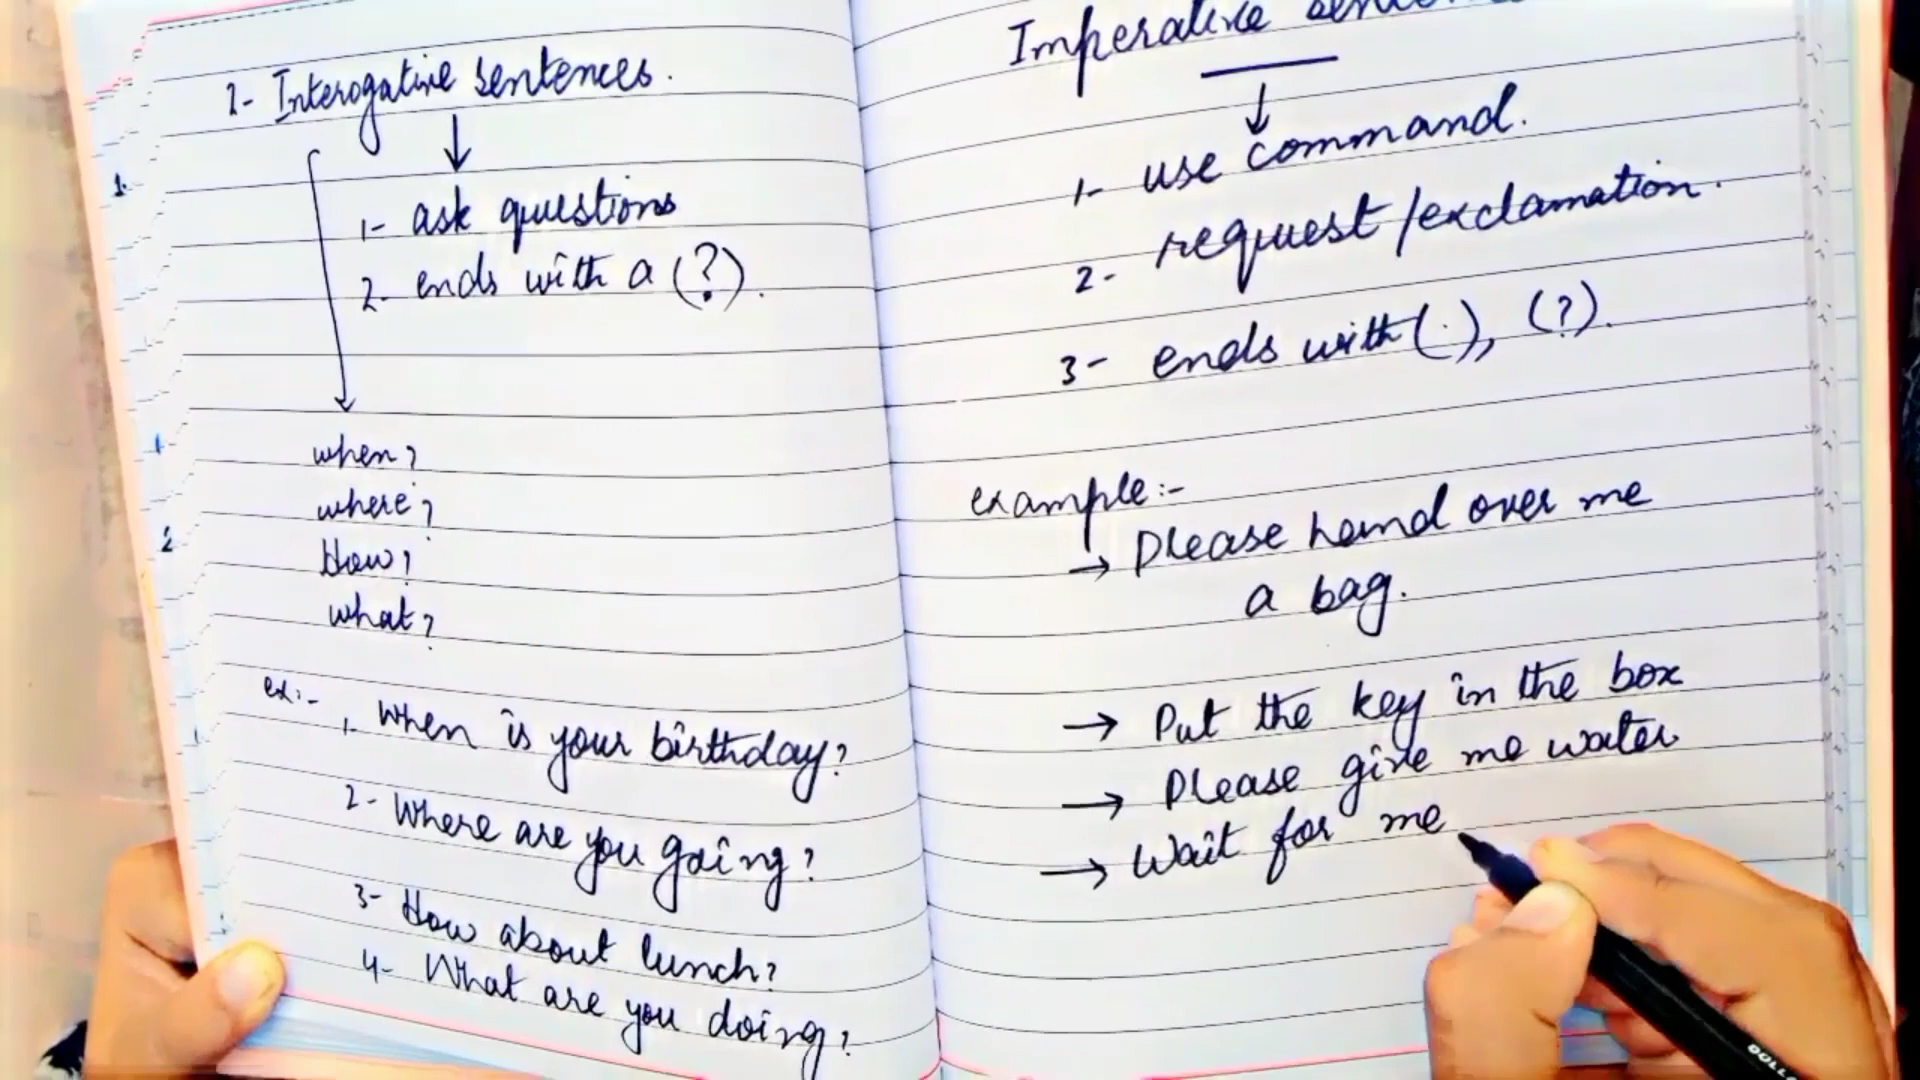 2- Interogative sentences.
1- ask questions
2- ends with a (?).
when?
where?
How?
what?
ex:-
1. When is your birthday?
2- Where are you going?
3- How about lunch?
4- What are you doing?
Imperative
1- use command.
2- request/exclamation.
3- ends with (.), (?).
example:-
→ Please hand over me
a bag.
→ Put the key in the box
→ Please give me water
→ Wait for me
1.
2